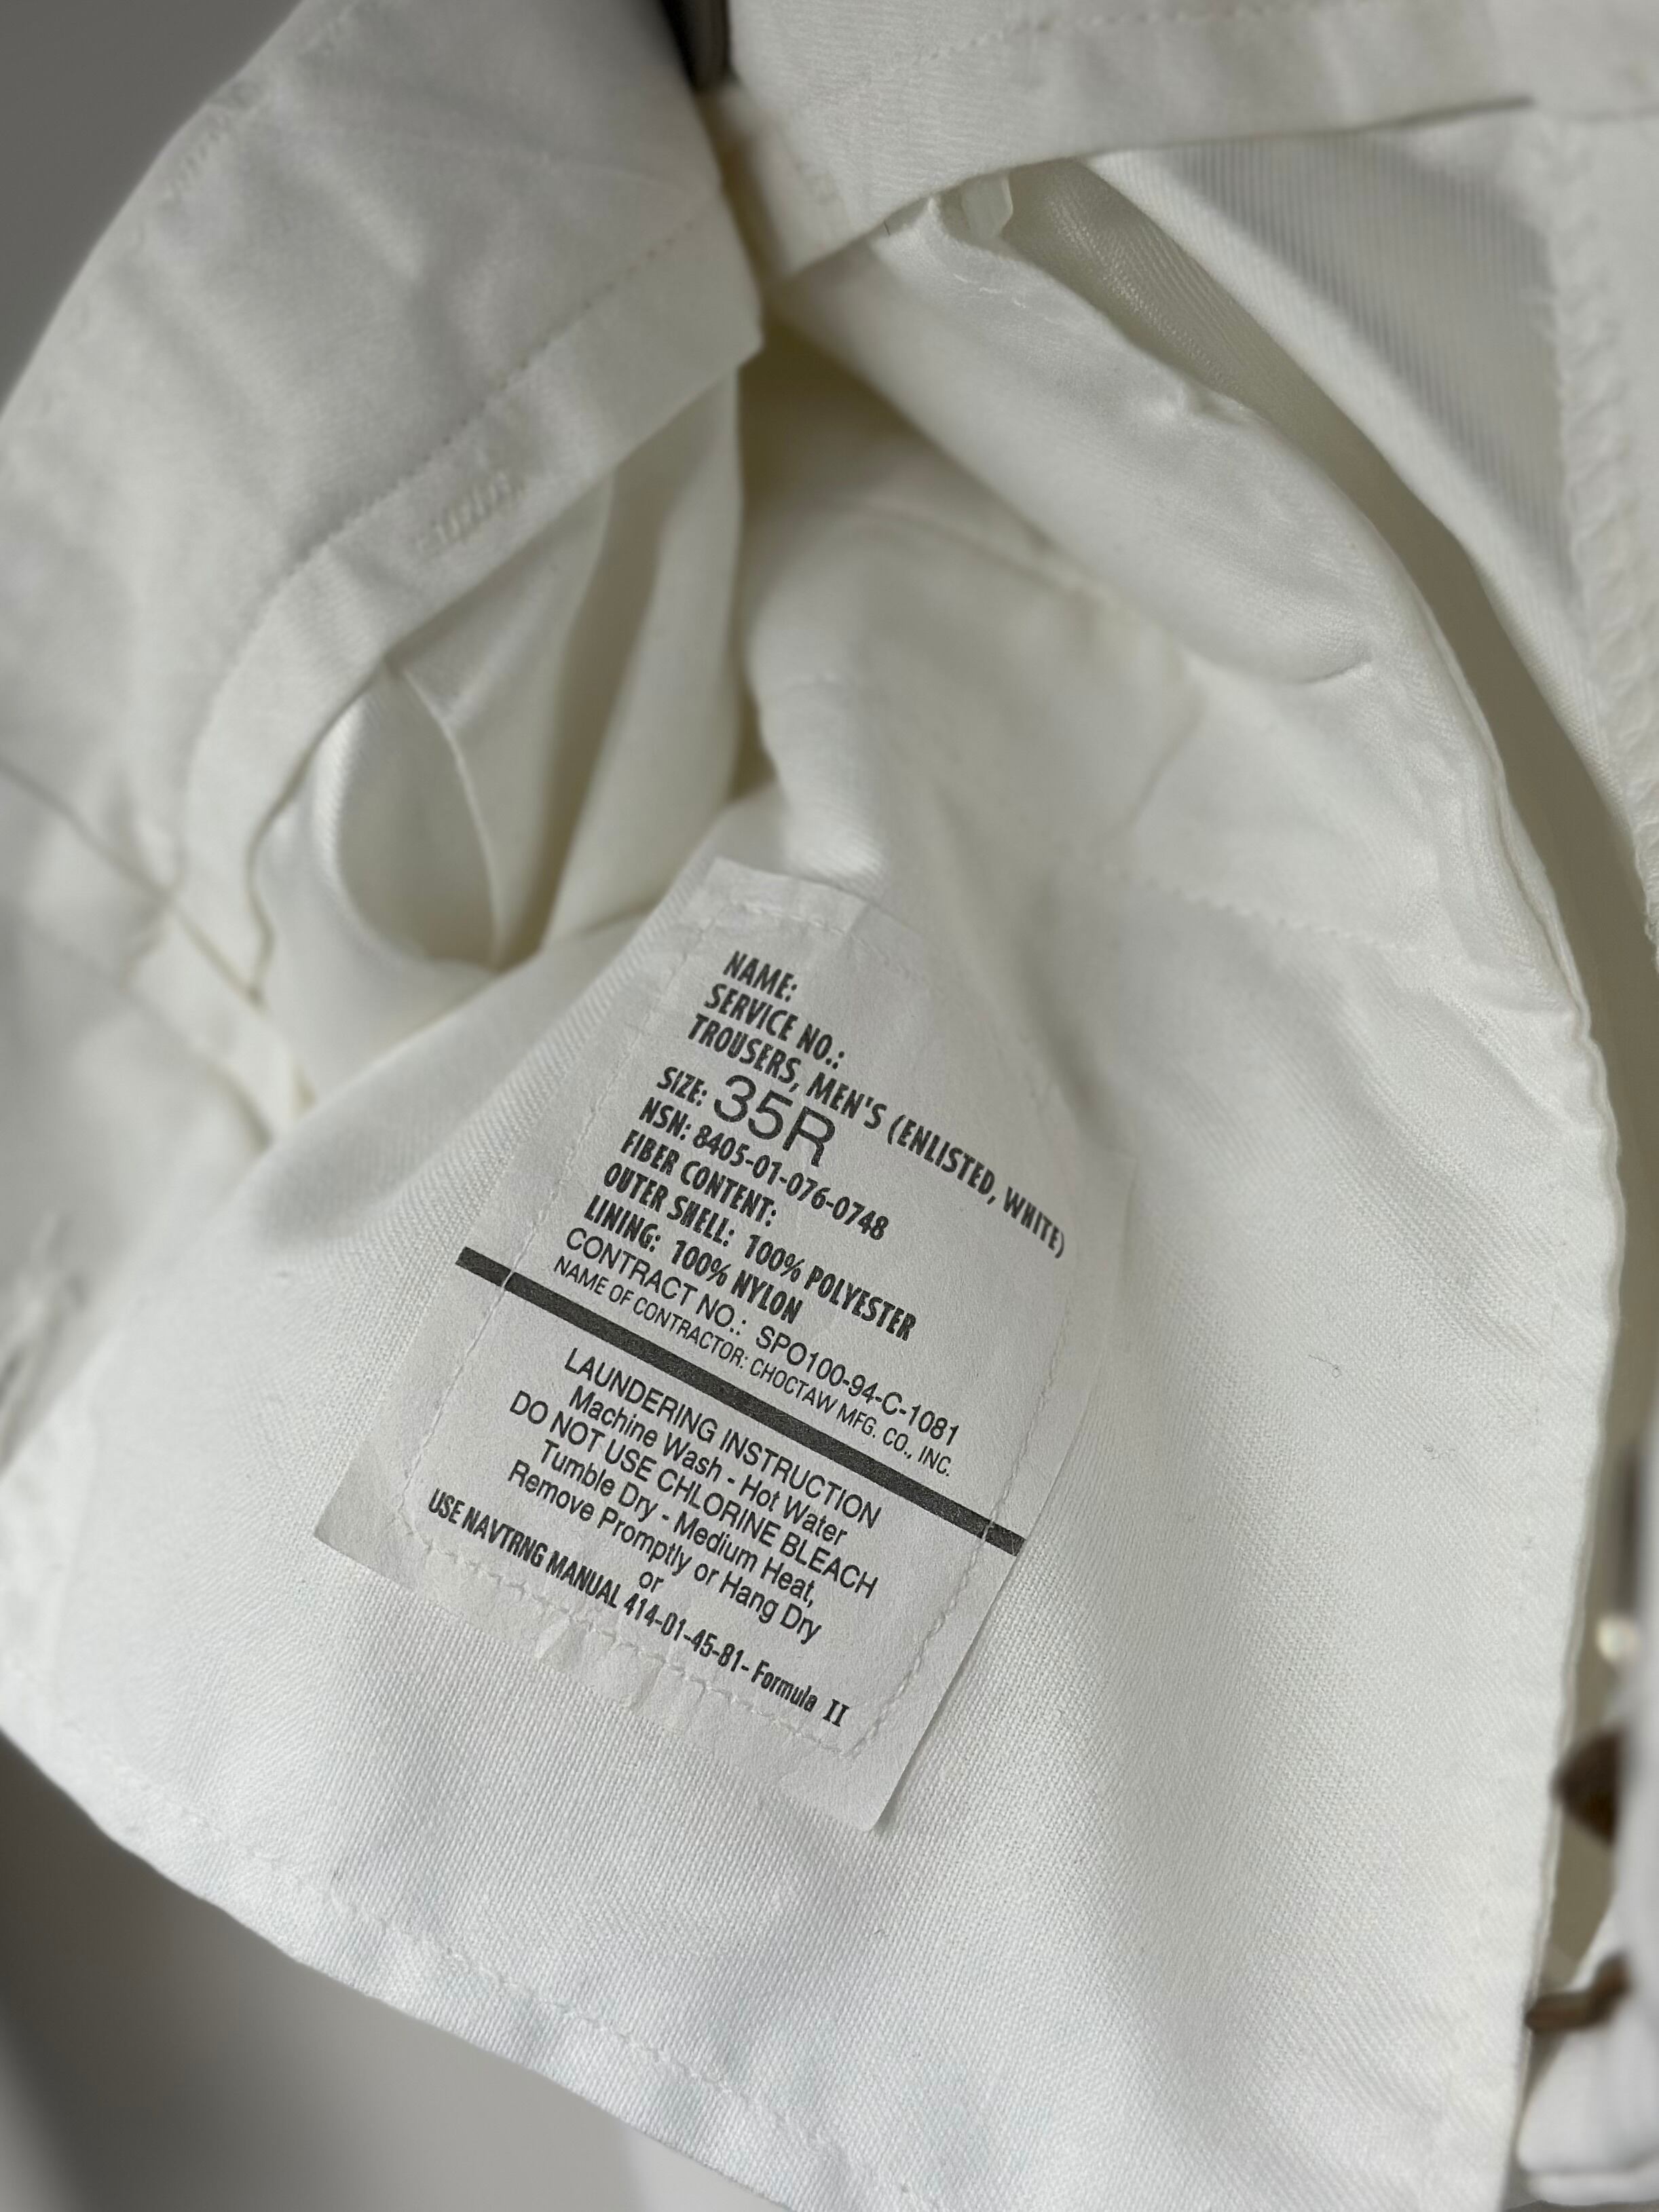 NAME:
SERVICE NO.:
TROUSERS, MEN'S (ENLISTED, WHITE)
SIZE: 35R
NSN: 8405-01-076-0748
FIBER CONTENT:
OUTER SHELL: 100% POLYESTER
LINING: 100% NYLON
CONTRACT NO.: SPO100-94-C-1081
NAME OF CONTRACTOR: CHOCTAW MFG. CO., INC.
LAUNDERING INSTRUCTION
Machine Wash - Hot Water
DO NOT USE CHLORINE BLEACH
Tumble Dry - Medium Heat,
Remove Promptly or Hang Dry
or
USE NAVTRNG MANUAL 414-01-45-81- Formula II